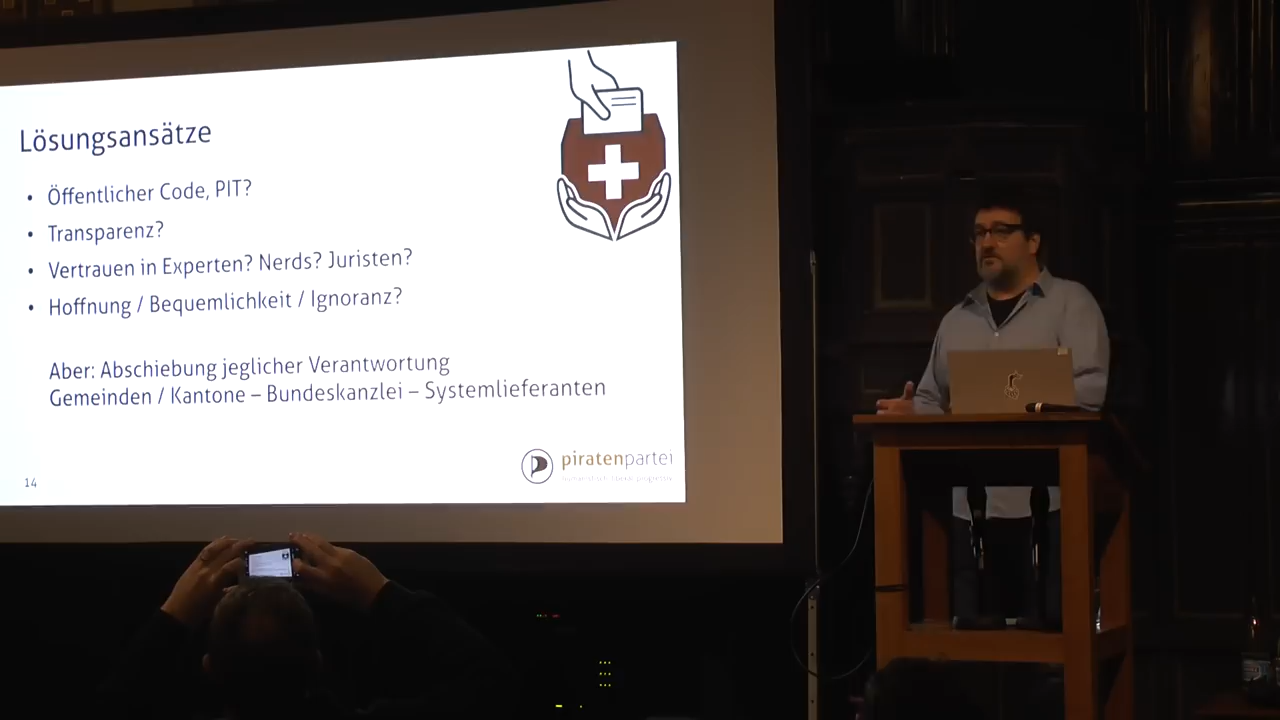 Lösungsansätze
• Öffentlicher Code, PIT?
• Transparenz?
• Vertrauen in Experten? Nerds? Juristen?
• Hoffnung / Bequemlichkeit / Ignoranz?
Aber: Abschiebung jeglicher Verantwortung
Gemeinden / Kantone – Bundeskanzlei – Systemlieferanten
14
piratenpartei